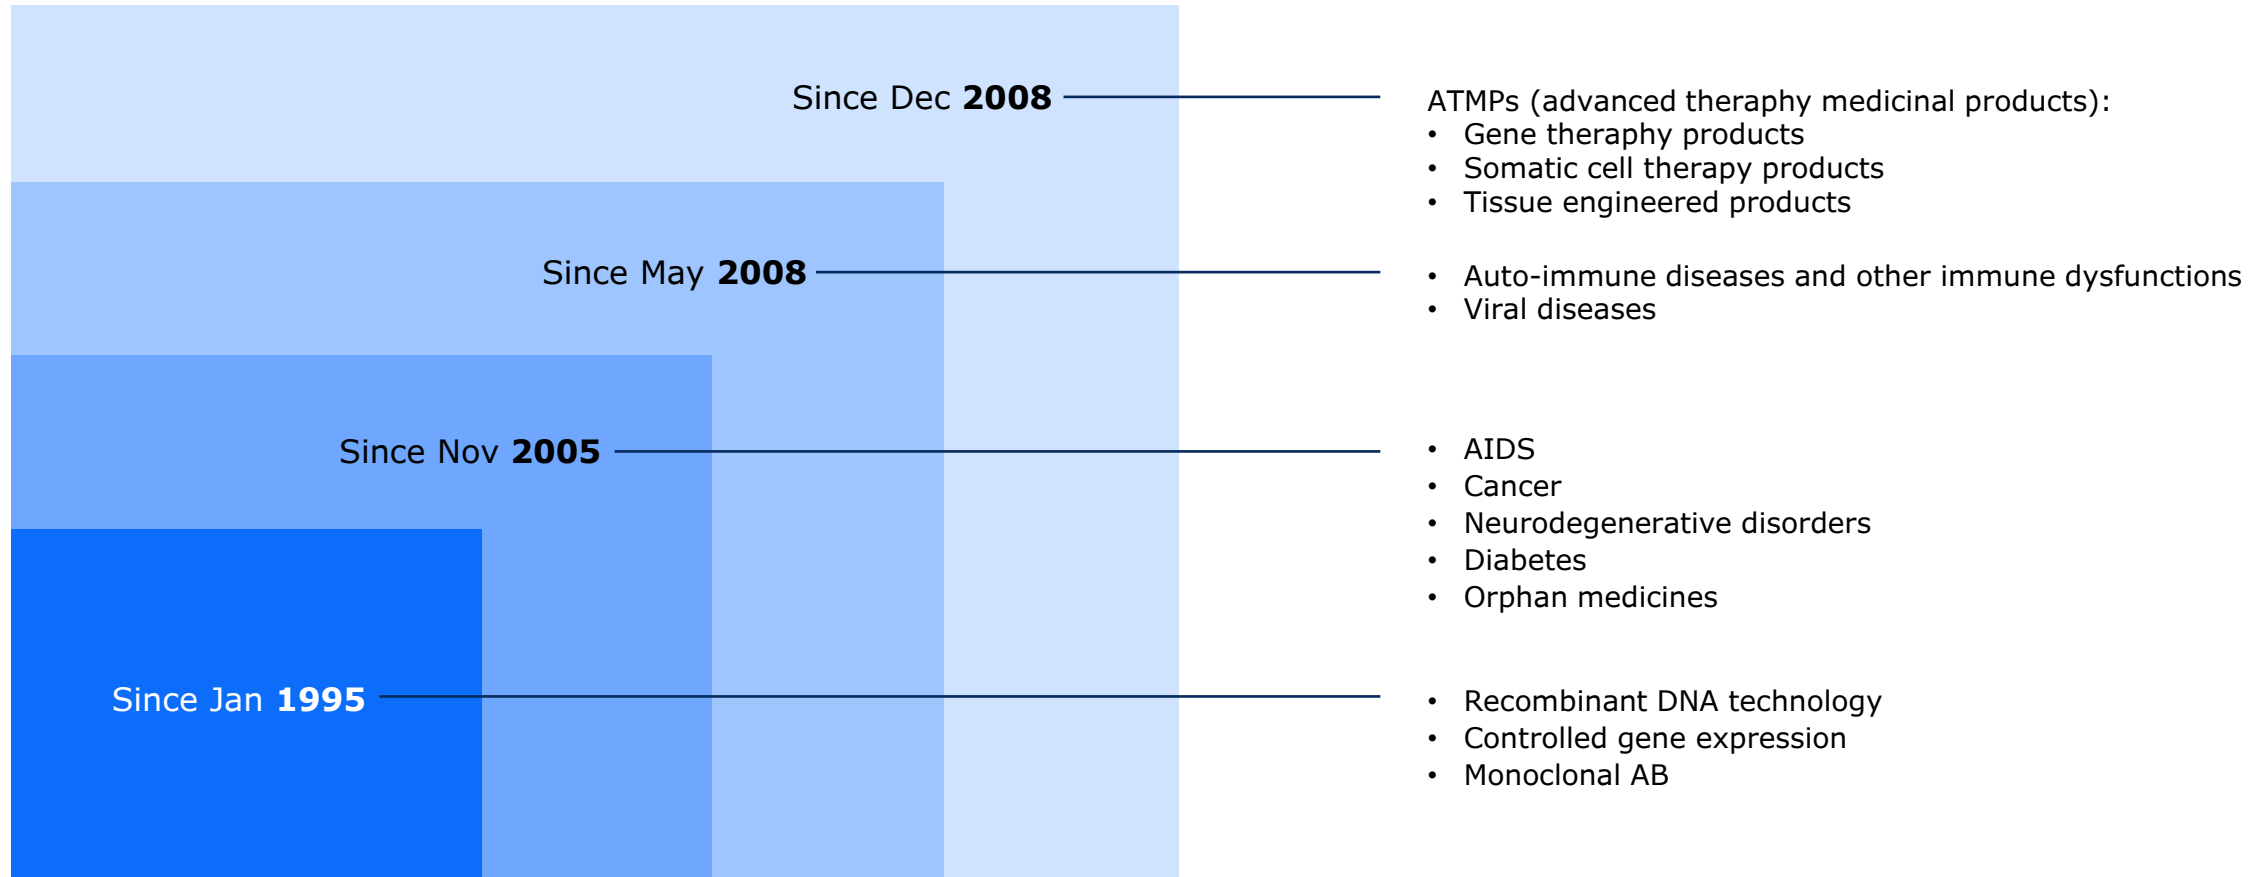 Since Dec 2008
ATMPs (advanced theraphy medicinal products):
• Gene theraphy products
• Somatic cell therapy products
• Tissue engineered products
Since May 2008
• Auto-immune diseases and other immune dysfunctions
• Viral diseases
Since Nov 2005
• AIDS
• Cancer
• Neurodegenerative disorders
• Diabetes
• Orphan medicines
Since Jan 1995
• Recombinant DNA technology
• Controlled gene expression
• Monoclonal AB